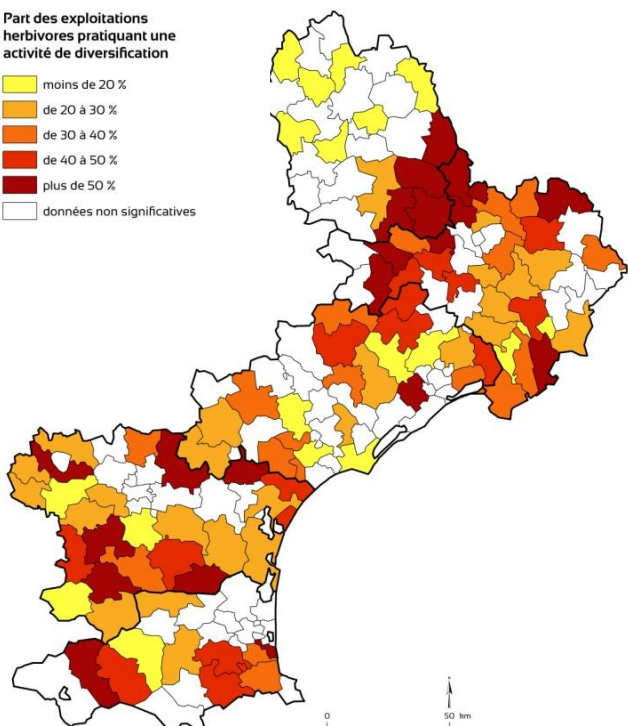 Part des exploitations
herbivores pratiquant une
activité de diversification
moins de 20 %
de 20 à 30 %
de 30 à 40 %
de 40 à 50 %
plus de 50 %
données non significatives
0 50 km